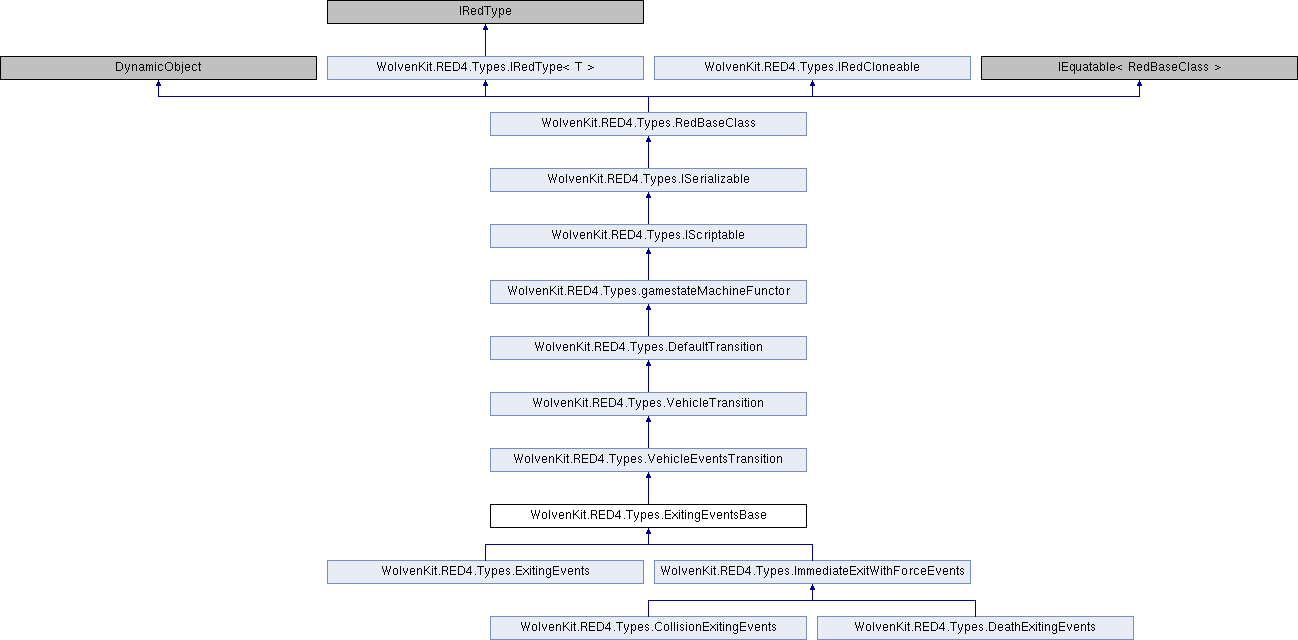 IRedType
DynamicObject
WolvenKit.RED4.Types.IRedType< T >
WolvenKit.RED4.Types.IRedCloneable
IEquatable< RedBaseClass >
WolvenKit.RED4.Types.RedBaseClass
WolvenKit.RED4.Types.ISerializable
WolvenKit.RED4.Types.IScriptable
WolvenKit.RED4.Types.gamestateMachineFunctor
WolvenKit.RED4.Types.DefaultTransition
WolvenKit.RED4.Types.VehicleTransition
WolvenKit.RED4.Types.VehicleEventsTransition
WolvenKit.RED4.Types.ExitingEventsBase
WolvenKit.RED4.Types.ExitingEvents
WolvenKit.RED4.Types.ImmediateExitWithForceEvents
WolvenKit.RED4.Types.CollisionExitingEvents
WolvenKit.RED4.Types.DeathExitingEvents